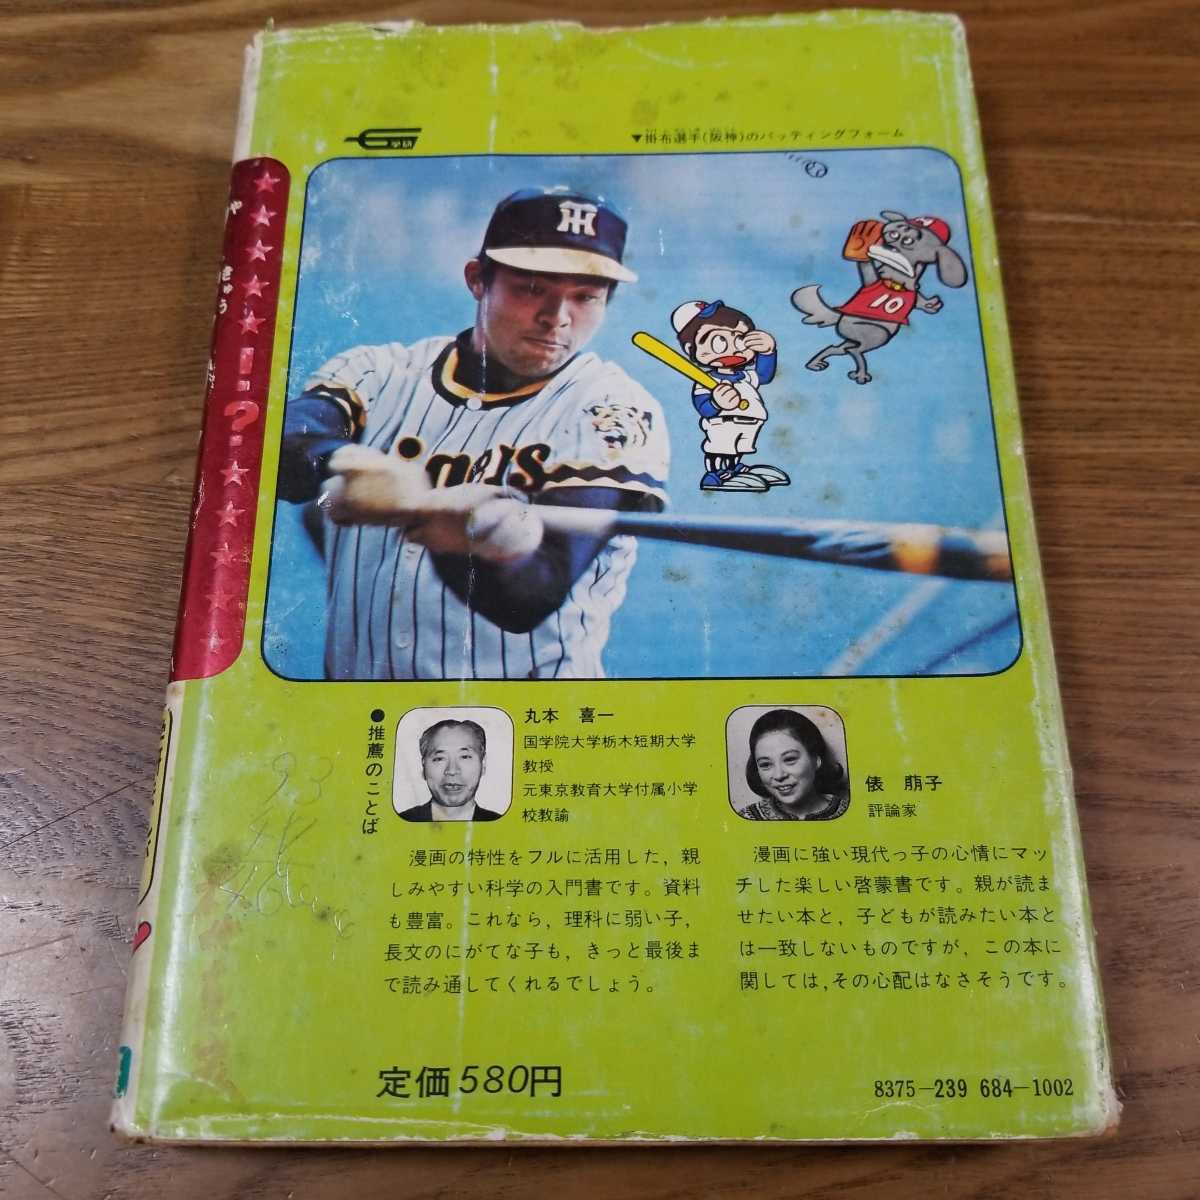 学研
▼掛布選手(阪神)のバッティングフォーム
TH
Tigers
10
や
きゅう
!?
●推薦のことば
丸本 喜一
国学院大学栃木短期大学
教授
元東京教育大学付属小学
校教諭
漫画の特性をフルに活用した，親
しみやすい科学の入門書です。資料
も豊富。これなら，理科に弱い子，
長文のにがてな子も，きっと最後ま
で読み通してくれるでしょう。
俵 萠子
評論家
漫画に強い現代っ子の心情にマッ
チした楽しい啓蒙書です。親が読ま
せたい本と，子どもが読みたい本と
は一致しないものですが，この本に
関しては，その心配はなさそうです。
93
定価580円
8375-239 684-1002